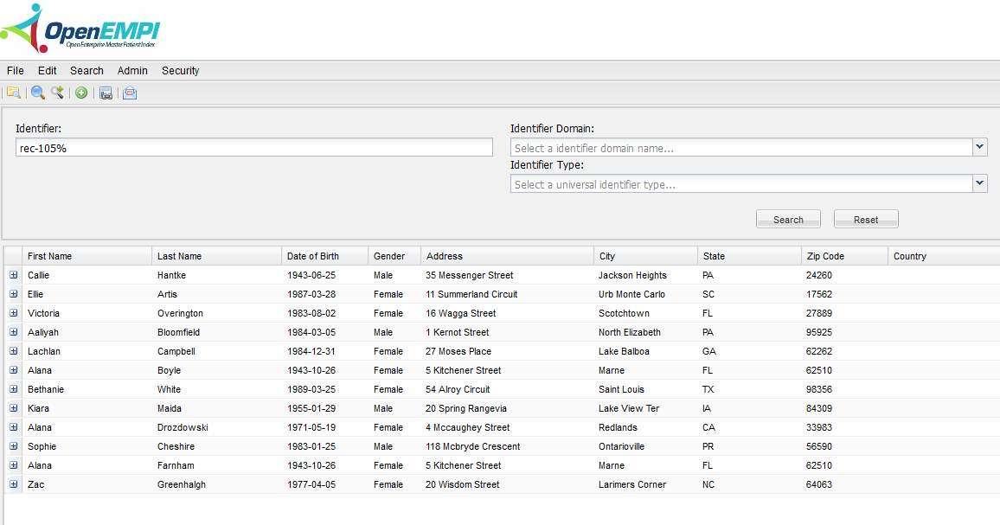 OpenEMPI
Open Enterprise Master Patient Index
File Edit Search Admin Security
Identifier: Identifier Domain:
rec-105% Select a identifier domain name...
Identifier Type:
Select a universal identifier type...
Search Reset
First Name Last Name Date of Birth Gender Address City State Zip Code Country
Callie Hantke 1943-06-25 Male 35 Messenger Street Jackson Heights PA 24260
Ellie Artis 1987-03-28 Female 11 Summerland Circuit Urb Monte Carlo SC 17562
Victoria Overington 1983-08-02 Female 16 Wagga Street Scotchtown FL 27889
Aaliyah Bloomfield 1984-03-05 Male 1 Kernot Street North Elizabeth PA 95925
Lachlan Campbell 1984-12-31 Female 27 Moses Place Lake Balboa GA 62262
Alana Boyle 1943-10-26 Female 5 Kitchener Street Marne FL 62510
Bethanie White 1989-03-25 Female 54 Alroy Circuit Saint Louis TX 98356
Kiara Maida 1955-01-29 Male 20 Spring Rangevia Lake View Ter IA 84309
Alana Drozdowski 1971-05-19 Female 4 Mccaughey Street Redlands CA 33983
Sophie Cheshire 1983-01-25 Male 118 Mcbryde Crescent Ontarioville PR 56590
Alana Farnham 1943-10-26 Female 5 Kitchener Street Marne FL 62510
Zac Greenhalgh 1977-04-05 Female 20 Wisdom Street Larimers Corner NC 64063